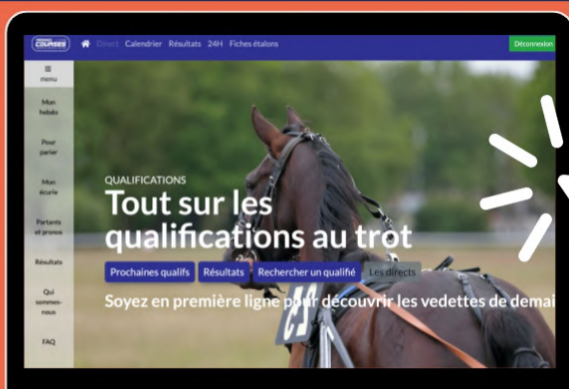 COURSES
Direct Calendrier Résultats 24H Fiches étalons
Déconnexion
menu
Mon
hebdo
Pour
parier
Mon
écurie
Partants
et pronos
Résultats
Qui
sommes-
nous
FAQ
QUALIFICATIONS
Tout sur les
qualifications au trot
Prochaines qualifs Résultats Rechercher un qualifié Les directs
Soyez en première ligne pour découvrir les vedettes de demai